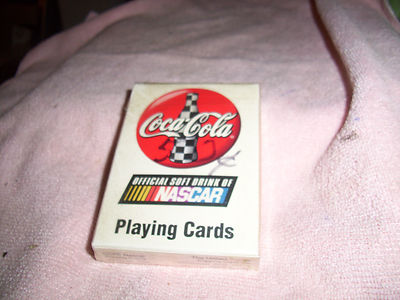 Coca-Cola
OFFICIAL SOFT DRINK OF
NASCAR
Playing Cards